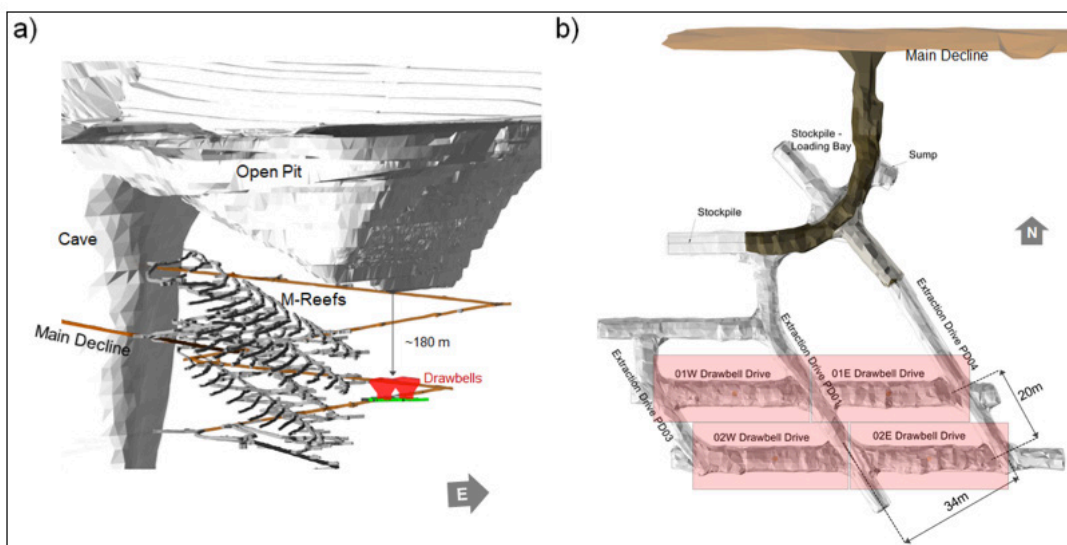 a)
Open Pit
Cave
M-Reefs
Main Decline
~180 m
Drawbells
E
b)
Main Decline
Stockpile -
Loading Bay
Sump
Stockpile
N
Extraction Drive PD04
Extraction Drive PD01
Extraction Drive PD03
01W Drawbell Drive
01E Drawbell Drive
20m
02W Drawbell Drive
02E Drawbell Drive
34m